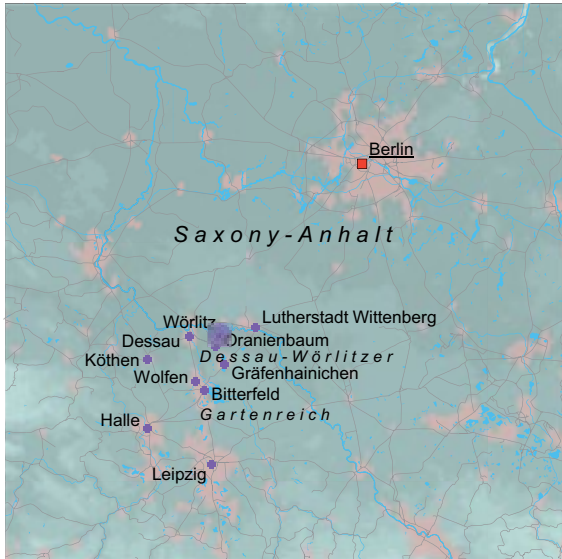 Berlin
Saxony-Anhalt
Lutherstadt Wittenberg
Wörlitz
Dessau
Oranienbaum
Dessau-Wörlitzer
Köthen
Gräfenhainichen
Wolfen
Bitterfeld
Gartenreich
Halle
Leipzig